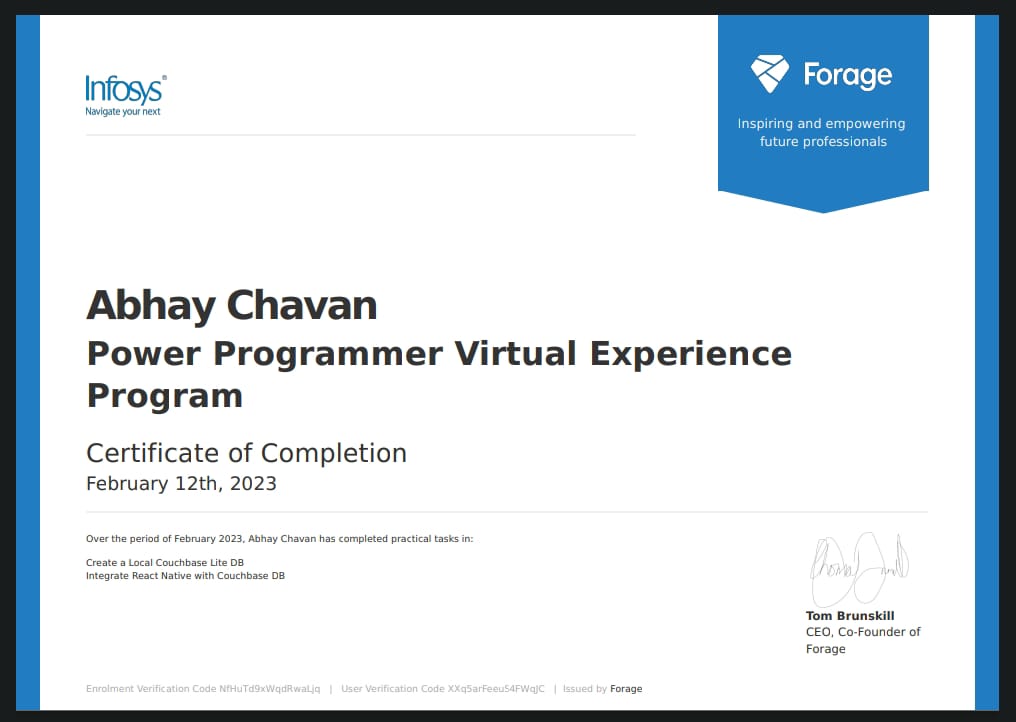 Infosys®
Navigate your next
Forage
Inspiring and empowering
future professionals
Abhay Chavan
Power Programmer Virtual Experience
Program
Certificate of Completion
February 12th, 2023
Over the period of February 2023, Abhay Chavan has completed practical tasks in:
Create a Local Couchbase Lite DB
Integrate React Native with Couchbase DB
Tom Brunskill
CEO, Co-Founder of
Forage
Enrolment Verification Code NfHuTd9xWqdRwaLjq | User Verification Code XXq5arFeeuS4FWqJC | Issued by Forage